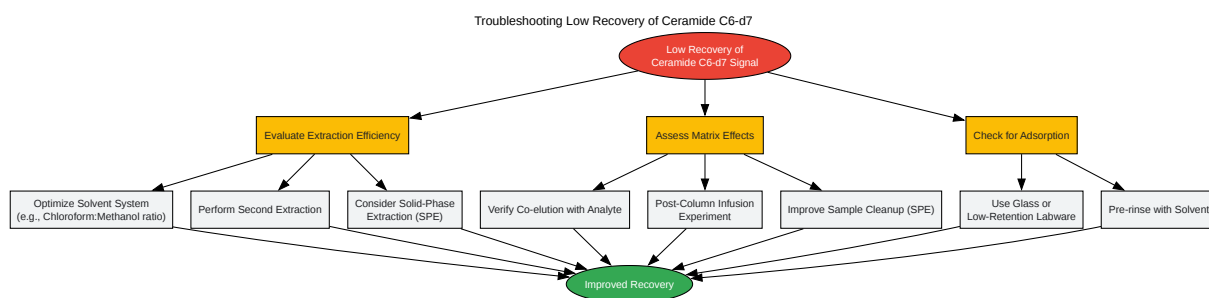 Troubleshooting Low Recovery of Ceramide C6-d7
Low Recovery of
Ceramide C6-d7 Signal
Evaluate Extraction Efficiency
Assess Matrix Effects
Check for Adsorption
Optimize Solvent System
(e.g., Chloroform:Methanol ratio)
Perform Second Extraction
Consider Solid-Phase
Extraction (SPE)
Verify Co-elution with Analyte
Post-Column Infusion
Experiment
Improve Sample Cleanup (SPE)
Use Glass or
Low-Retention Labware
Pre-rinse with Solvent
Improved Recovery